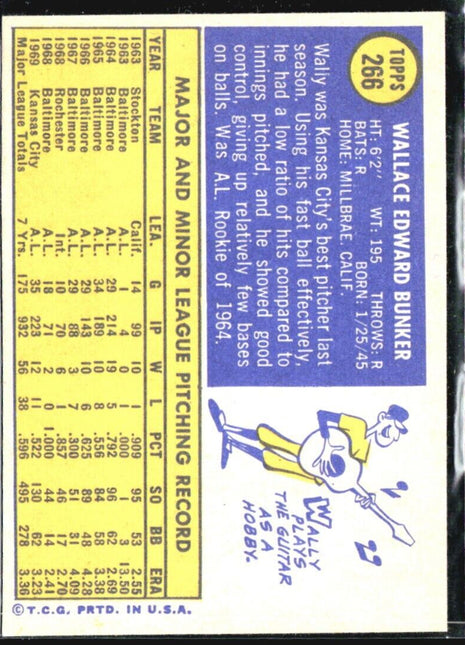 TOPPS
266
WALLACE EDWARD BUNKER
HT: 6'2" WT: 195 THROWS: R
BATS: R BORN: 1/25/45
HOME: MILLBRAE, CALIF.
Wally was Kansas City's best pitcher last
season. Using his fast ball effectively,
he had a low ratio of hits compared to
innings pitched, and he showed good
control, giving up relatively few bases
on balls. Was A.L. Rookie of 1964.
WALLY
PLAYS
THE GUITAR
AS A
HOBBY.
MAJOR AND MINOR LEAGUE PITCHING RECORD
YEAR TEAM LEA. G IP W L PCT SO BB ERA
1963 Stockton Calif. 14 99 10 1 .909 95 53 2.55
1963 Baltimore A.L. 1 4 0 1 .000 1 3 13.50
1964 Baltimore A.L. 29 214 19 5 .792 96 62 2.69
1965 Baltimore A.L. 34 189 10 8 .556 84 58 3.38
1966 Baltimore A.L. 29 143 10 6 .625 89 48 4.28
1967 Baltimore A.L. 29 88 3 7 .300 51 31 4.09
1968 Rochester Int. 10 70 6 1 .857 46 17 2.70
1968 Baltimore A.L. 18 71 2 0 1.000 44 14 2.41
1969 Kansas City A.L. 35 223 12 11 .522 130 62 3.23
Major League Totals 7 Yrs. 175 932 56 38 .596 495 278 3.36
© T.C.G. PRTD. IN U.S.A.